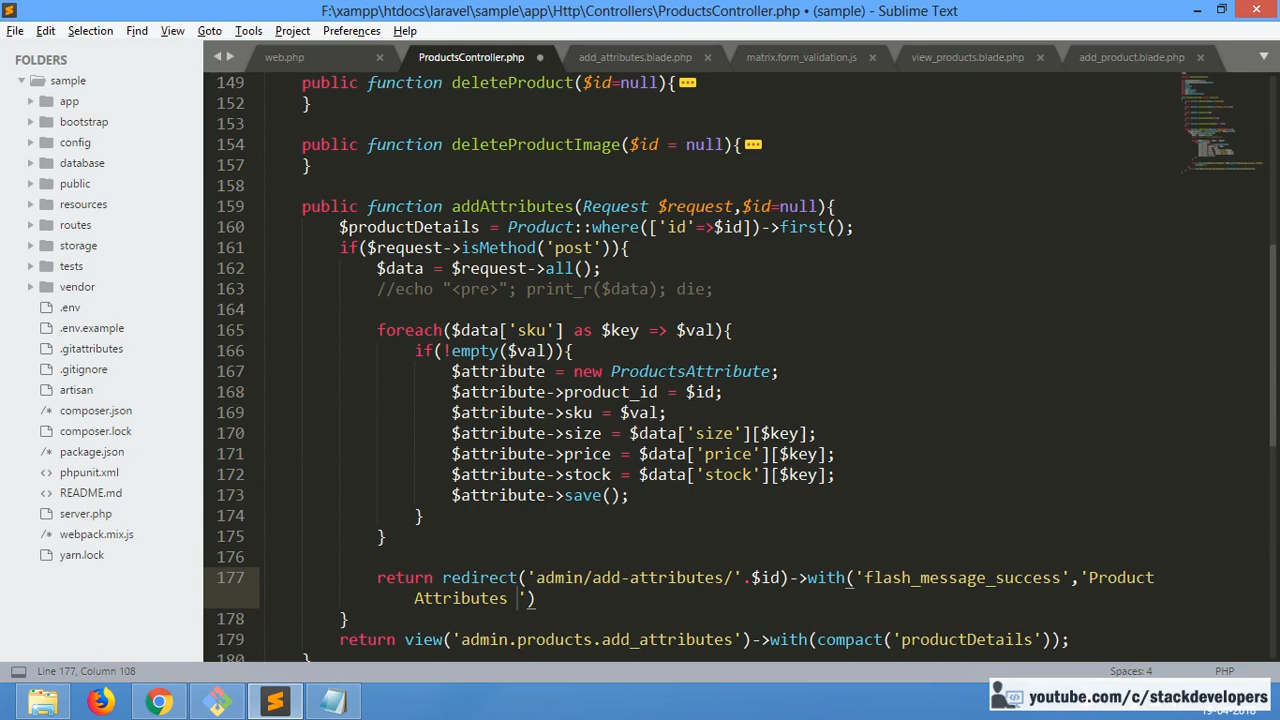 F:\xampp\htdocs\laravel\sample\app\Http\Controllers\ProductsController.php • (sample) - Sublime Text
File Edit Selection Find View Goto Tools Project Preferences Help
FOLDERS
sample
app
bootstrap
config
database
public
resources
routes
storage
tests
vendor
.env
.env.example
.gitattributes
.gitignore
artisan
/* composer.json
composer.lock
/* package.json
phpunit.xml
README.md
server.php
/* webpack.mix.js
yarn.lock
web.php ProductsController.php add_attributes.blade.php matrix.form_validation.js view_products.blade.php add_product.blade.php
149 public function deleteProduct($id=null){
152 }
153
154 public function deleteProductImage($id = null){
157 }
158
159 public function addAttributes(Request $request,$id=null){
160 $productDetails = Product::where(['id'=>$id])->first();
161 if($request->isMethod('post')){
162 $data = $request->all();
163 //echo "<pre>"; print_r($data); die;
164
165 foreach($data['sku'] as $key => $val){
166 if(!empty($val)){
167 $attribute = new ProductsAttribute;
168 $attribute->product_id = $id;
169 $attribute->sku = $val;
170 $attribute->size = $data['size'][$key];
171 $attribute->price = $data['price'][$key];
172 $attribute->stock = $data['stock'][$key];
173 $attribute->save();
174 }
175 }
176
177 return redirect('admin/add-attributes/'.$id)->with('flash_message_success','Product
Attributes ')
178 }
179 return view('admin.products.add_attributes')->with(compact('productDetails'));
180 }
Line 177, Column 108
Spaces: 4
PHP
youtube.com/c/stackdevelopers